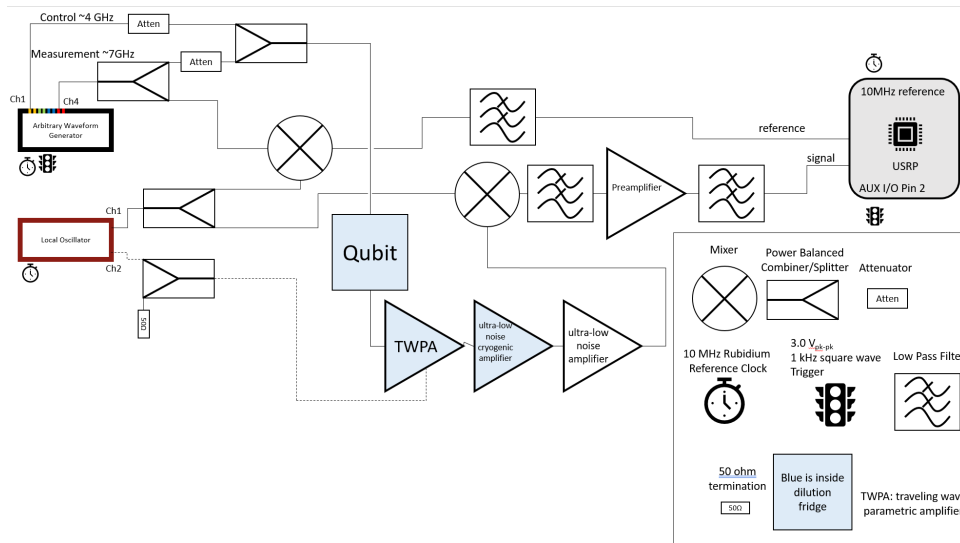 Control ~4 GHz
Atten
Measurement ~7GHz
Atten
Ch1
Ch4
Arbitrary Waveform
Generator
10MHz reference
reference
USRP
signal
AUX I/O Pin 2
Preamplifier
Ch1
Local Oscillator
Ch2
50Ω
Qubit
TWPA
ultra-low
noise
cryogenic
amplifier
ultra-low
noise
amplifier
Mixer
Power Balanced
Combiner/Splitter
Attenuator
Atten
10 MHz Rubidium
Reference Clock
3.0 Vpk-pk
1 kHz square wave
Trigger
Low Pass Filte
50 ohm
termination
50Ω
Blue is inside
dilution
fridge
TWPA: traveling wav
parametric amplifier